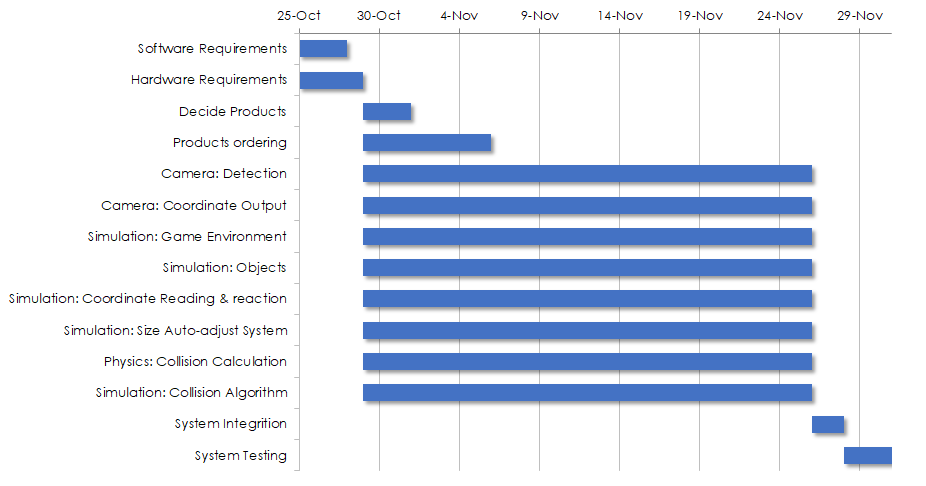 25-Oct 30-Oct 4-Nov 9-Nov 14-Nov 19-Nov 24-Nov 29-Nov
Software Requirements
Hardware Requirements
Decide Products
Products ordering
Camera: Detection
Camera: Coordinate Output
Simulation: Game Environment
Simulation: Objects
Simulation: Coordinate Reading & reaction
Simulation: Size Auto-adjust System
Physics: Collision Calculation
Simulation: Collision Algorithm
System Integrition
System Testing